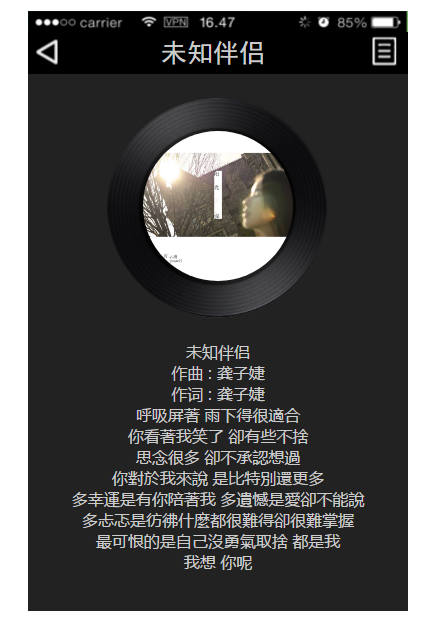 carrier VPN 16.47 85%
未知伴侶
未知伴侶
作曲 : 龚子婕
作词 : 龚子婕
呼吸屏著 雨下得很適合
你看著我笑了 卻有些不捨
思念很多 卻不承認想過
你對於我來說 是比特別還更多
多幸運是有你陪著我 多遺憾是愛卻不能說
多忐忑是彷彿什麼都很難得卻很難掌握
最可恨的是自己沒勇氣取捨 都是我
我想 你呢